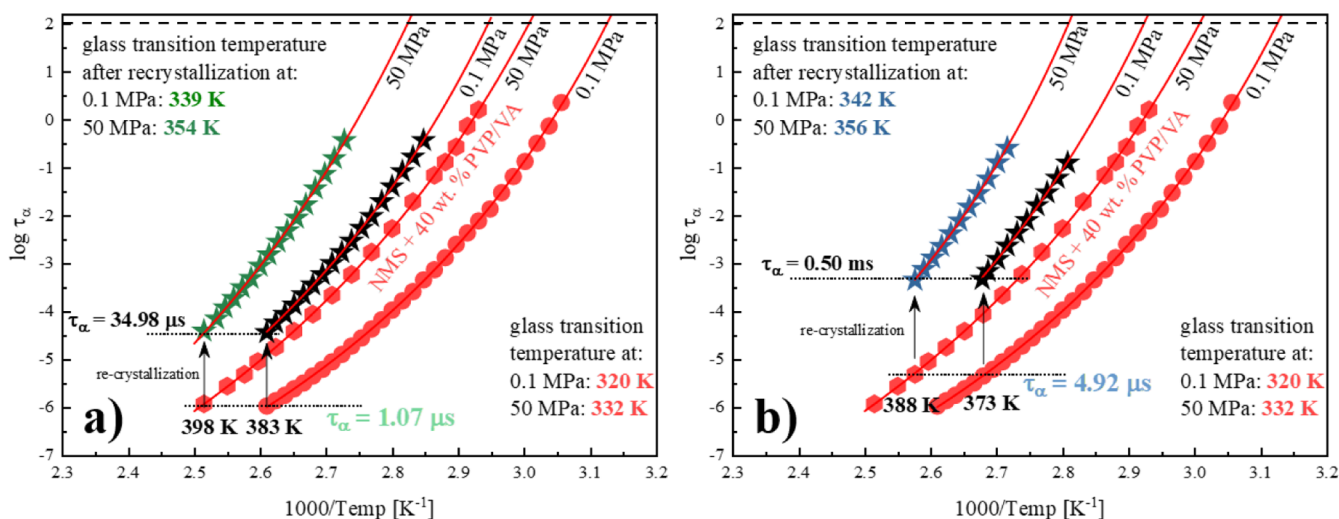 glass transition temperature
after recrystallization at:
0.1 MPa: 339 K
50 MPa: 354 K
50 MPa
0.1 MPa
50 MPa
0.1 MPa
NMS + 40 wt. % PVP/VA
τα = 34.98 μs
re-crystallization
τα = 1.07 μs
398 K
383 K
glass transition
temperature at:
0.1 MPa: 320 K
50 MPa: 332 K
a)
log τα
2
1
0
-1
-2
-3
-4
-5
-6
-7
2.3 2.4 2.5 2.6 2.7 2.8 2.9 3.0 3.1 3.2
1000/Temp [K-1]
glass transition temperature
after recrystallization at:
0.1 MPa: 342 K
50 MPa: 356 K
50 MPa
0.1 MPa
50 MPa
0.1 MPa
NMS + 40 wt. % PVP/VA
τα = 0.50 ms
re-crystallization
τα = 4.92 μs
388 K
373 K
glass transition
temperature at:
0.1 MPa: 320 K
50 MPa: 332 K
b)
log τα
2
1
0
-1
-2
-3
-4
-5
-6
-7
2.3 2.4 2.5 2.6 2.7 2.8 2.9 3.0 3.1 3.2
1000/Temp [K-1]